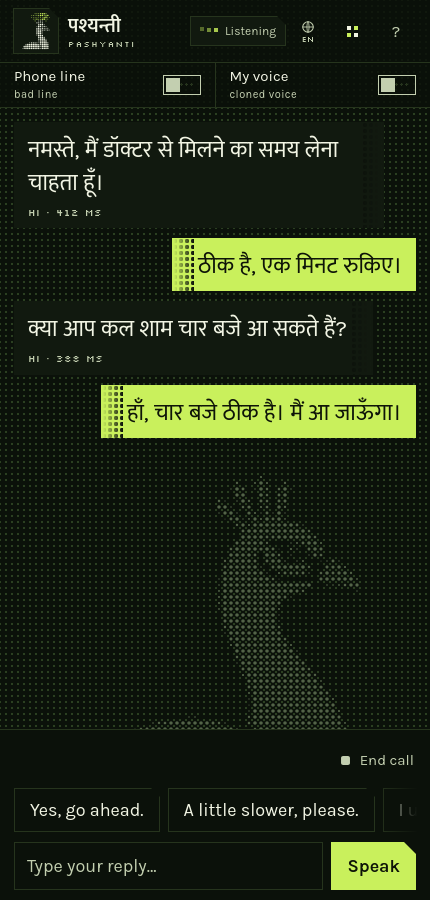 पश्यन्ती
PASHYANTI
Listening
EN
?
Phone line
bad line
My voice
cloned voice
नमस्ते, मैं डॉक्टर से मिलने का समय लेना
चाहता हूँ।
HI · 412 MS
ठीक है, एक मिनट रुकिए।
क्या आप कल शाम चार बजे आ सकते हैं?
HI · 388 MS
हाँ, चार बजे ठीक है। मैं आ जाऊँगा।
End call
Yes, go ahead.
A little slower, please.
I
Type your reply…
Speak